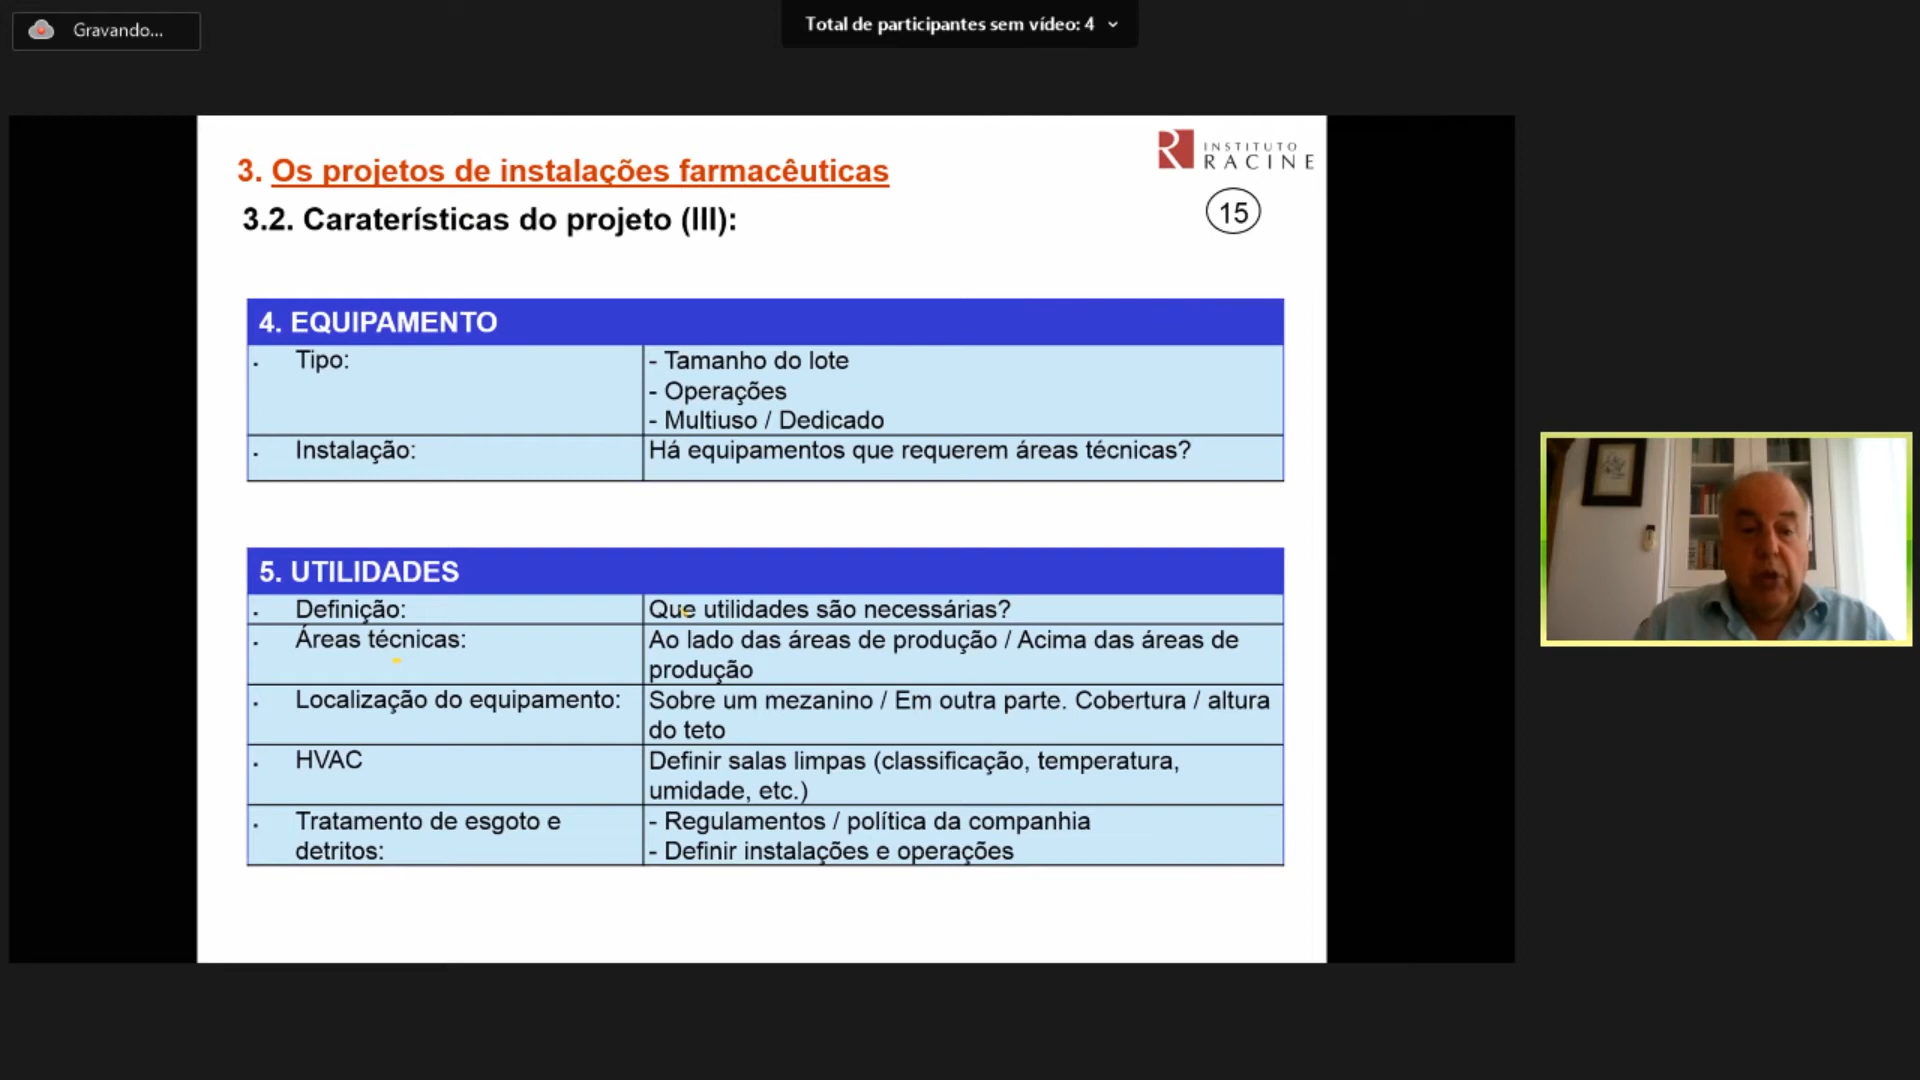 Gravando...
Total de participantes sem vídeo: 4
INSTITUTO
RACINE
3. Os projetos de instalações farmacêuticas
3.2. Caraterísticas do projeto (III):
15
4. EQUIPAMENTO
Tipo:
- Tamanho do lote
- Operações
- Multiuso / Dedicado
Instalação:
Há equipamentos que requerem áreas técnicas?
5. UTILIDADES
Definição:
Que utilidades são necessárias?
Áreas técnicas:
Ao lado das áreas de produção / Acima das áreas de
produção
Localização do equipamento:
Sobre um mezanino / Em outra parte. Cobertura / altura
do teto
HVAC
Definir salas limpas (classificação, temperatura,
umidade, etc.)
Tratamento de esgoto e
detritos:
- Regulamentos / política da companhia
- Definir instalações e operações